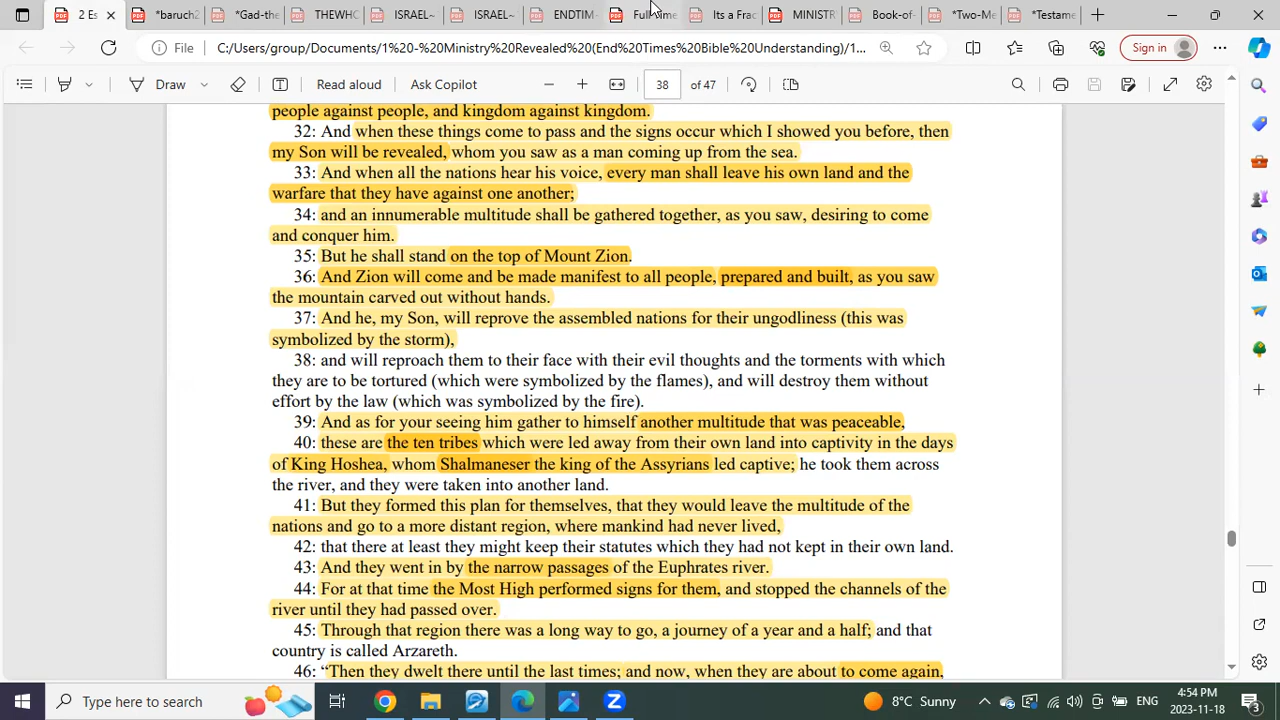 2 Es
*baruch2
*Gad-the
THEWHO
ISRAEL~
ISRAEL~
ENDTIM
Full Time
Its a Frac
MINISTR
Book-of-
*Two-Me
*Testame
File
C:/Users/group/Documents/1%20-%20Ministry%20Revealed(End%20Times%20Bible%20Understanding)/1...
Sign in
Draw
Read aloud
Ask Copilot
38 of 47
people against people, and kingdom against kingdom.
32: And when these things come to pass and the signs occur which I showed you before, then
my Son will be revealed, whom you saw as a man coming up from the sea.
33: And when all the nations hear his voice, every man shall leave his own land and the
warfare that they have against one another;
34: and an innumerable multitude shall be gathered together, as you saw, desiring to come
and conquer him.
35: But he shall stand on the top of Mount Zion.
36: And Zion will come and be made manifest to all people, prepared and built, as you saw
the mountain carved out without hands.
37: And he, my Son, will reprove the assembled nations for their ungodliness (this was
symbolized by the storm),
38: and will reproach them to their face with their evil thoughts and the torments with which
they are to be tortured (which were symbolized by the flames), and will destroy them without
effort by the law (which was symbolized by the fire).
39: And as for your seeing him gather to himself another multitude that was peaceable,
40: these are the ten tribes which were led away from their own land into captivity in the days
of King Hoshea, whom Shalmaneser the king of the Assyrians led captive; he took them across
the river, and they were taken into another land.
41: But they formed this plan for themselves, that they would leave the multitude of the
nations and go to a more distant region, where mankind had never lived,
42: that there at least they might keep their statutes which they had not kept in their own land.
43: And they went in by the narrow passages of the Euphrates river.
44: For at that time the Most High performed signs for them, and stopped the channels of the
river until they had passed over.
45: Through that region there was a long way to go, a journey of a year and a half; and that
country is called Arzareth.
46: “Then they dwelt there until the last times; and now, when they are about to come again,
Type here to search
8°C Sunny
ENG
4:54 PM
2023-11-18
3